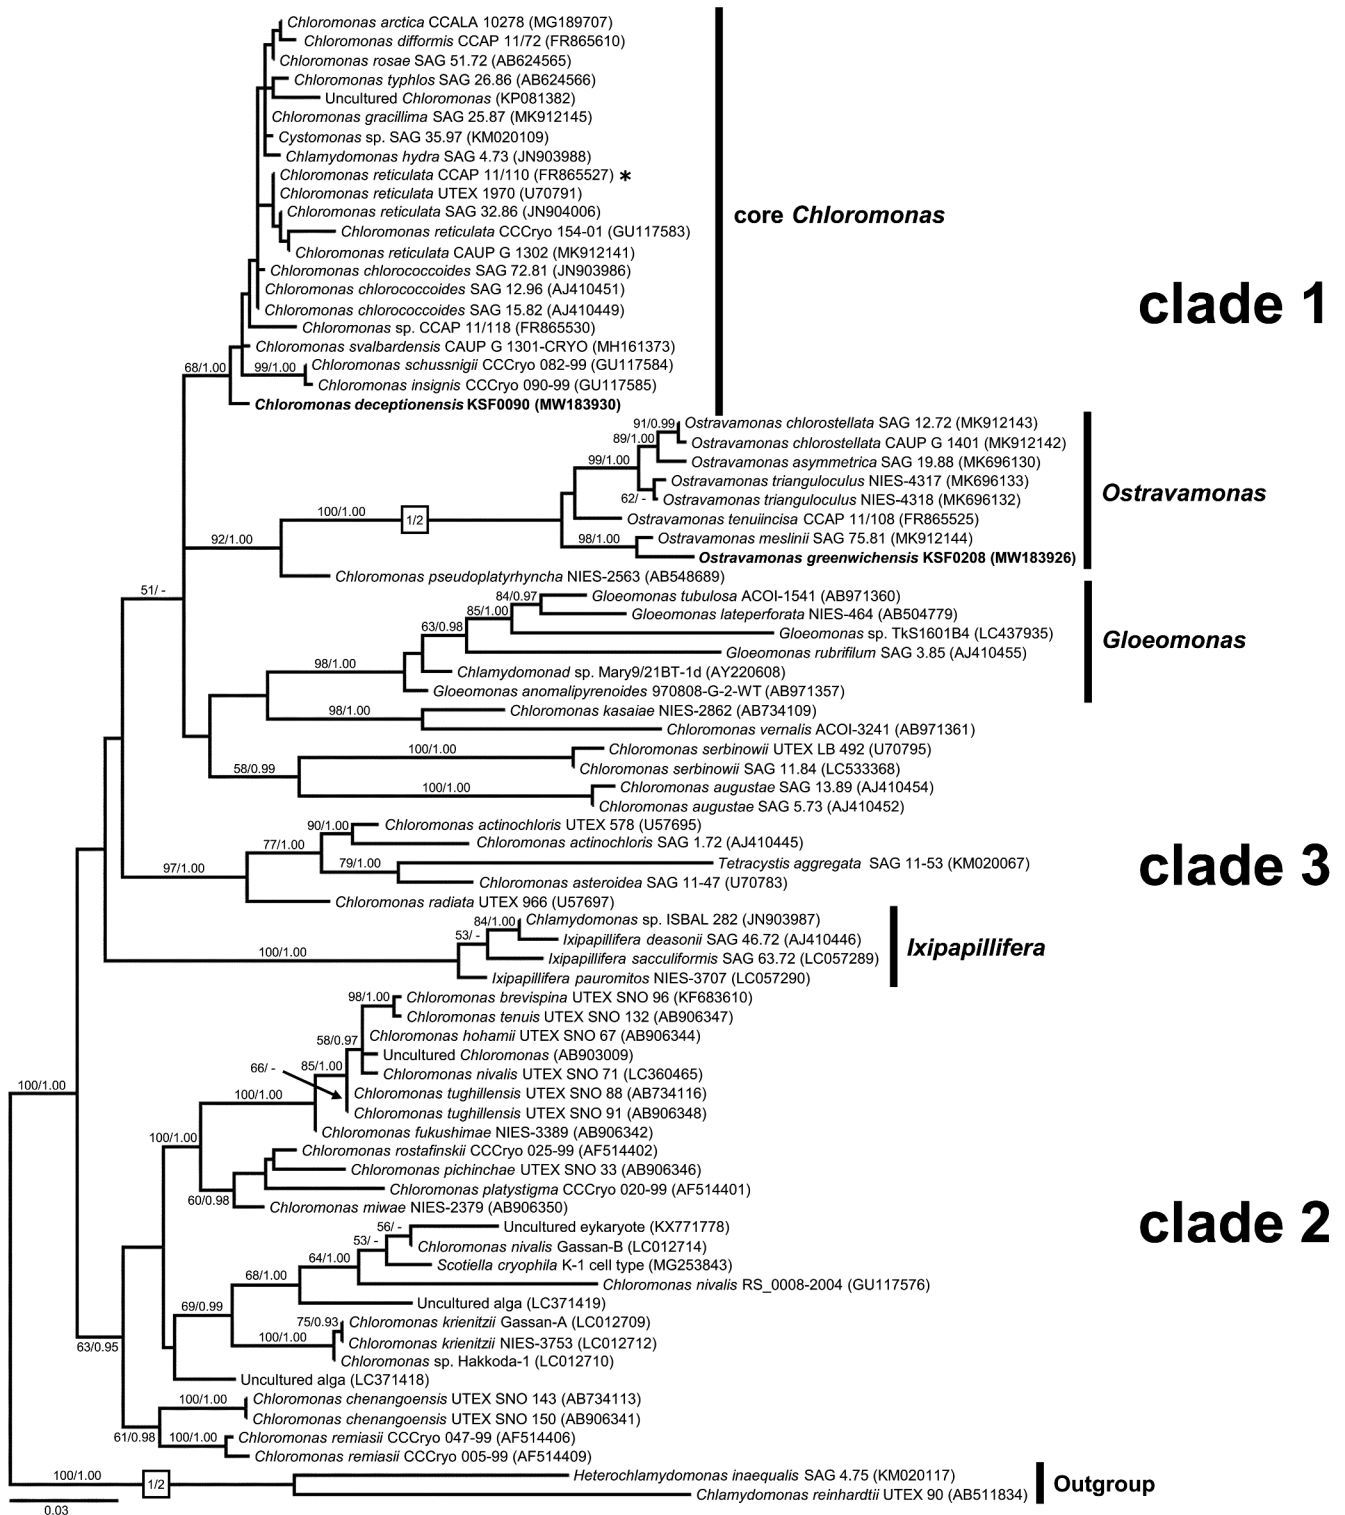 Chloromonas arctica CCALA 10278 (MG189707)
Chloromonas difformis CCAP 11/72 (FR865610)
Chloromonas rosae SAG 51.72 (AB624565)
Chloromonas typhlos SAG 26.86 (AB624566)
Uncultured Chloromonas (KP081382)
Chloromonas gracillima SAG 25.87 (MK912145)
Cystomonas sp. SAG 35.97 (KM020109)
Chlamydomonas hydra SAG 4.73 (JN903988)
Chloromonas reticulata CCAP 11/110 (FR865527) *
Chloromonas reticulata UTEX 1970 (U70791)
Chloromonas reticulata SAG 32.86 (JN904006)
core Chloromonas
Chloromonas reticulata CCCryo 154-01 (GU117583)
Chloromonas reticulata CAUP G 1302 (MK912141)
Chloromonas chlorococcoides SAG 72.81 (JN903986)
Chloromonas chlorococcoides SAG 12.96 (AJ410451)
clade 1
Chloromonas chlorococcoides SAG 15.82 (AJ410449)
Chloromonas sp. CCAP 11/118 (FR865530)
Chloromonas svalbardensis CAUP G 1301-CRYO (MH161373)
68/1.00
99/1.00
Chloromonas schussnigii CCCryo 082-99 (GU117584)
Chloromonas insignis CCCryo 090-99 (GU117585)
Chloromonas deceptionensis KSF0090 (MW183930)
91/0.99
Ostravamonas chlorostellata SAG 12.72 (MK912143)
89/1.00
Ostravamonas chlorostellata CAUP G 1401 (MK912142)
99/1.00
Ostravamonas asymmetrica SAG 19.88 (MK696130)
Ostravamonas trianguloculus NIES-4317 (MK696133)
Ostravamonas
62/ -
Ostravamonas trianguloculus NIES-4318 (MK696132)
100/1.00
1/2
Ostravamonas tenuiincisa CCAP 11/108 (FR865525)
92/1.00
98/1.00
Ostravamonas meslinii SAG 75.81 (MK912144)
Ostravamonas greenwichensis KSF0208 (MW183926)
Chloromonas pseudoplatyrhyncha NIES-2563 (AB548689)
51/ -
84/0.97
Gloeomonas tubulosa ACOI-1541 (AB971360)
85/1.00
Gloeomonas lateperforata NIES-464 (AB504779)
63/0.98
Gloeomonas sp. TkS1601B4 (LC437935)
Gloeomonas
Gloeomonas rubrifilum SAG 3.85 (AJ410455)
98/1.00
Chlamydomonad sp. Mary9/21BT-1d (AY220608)
Gloeomonas anomalipyrenoides 970808-G-2-WT (AB971357)
98/1.00
Chloromonas kasaiae NIES-2862 (AB734109)
Chloromonas vernalis ACOI-3241 (AB971361)
100/1.00
Chloromonas serbinowii UTEX LB 492 (U70795)
58/0.99
Chloromonas serbinowii SAG 11.84 (LC533368)
100/1.00
Chloromonas augustae SAG 13.89 (AJ410454)
Chloromonas augustae SAG 5.73 (AJ410452)
90/1.00
Chloromonas actinochloris UTEX 578 (U57695)
77/1.00
Chloromonas actinochloris SAG 1.72 (AJ410445)
97/1.00
79/1.00
Tetracystis aggregata SAG 11-53 (KM020067)
clade 3
Chloromonas asteroidea SAG 11-47 (U70783)
Chloromonas radiata UTEX 966 (U57697)
84/1.00
Chlamydomonas sp. ISBAL 282 (JN903987)
53/ -
Ixipapillifera deasonii SAG 46.72 (AJ410446)
Ixipapillifera
100/1.00
Ixipapillifera sacculiformis SAG 63.72 (LC057289)
Ixipapillifera pauromitos NIES-3707 (LC057290)
98/1.00
Chloromonas brevispina UTEX SNO 96 (KF683610)
Chloromonas tenuis UTEX SNO 132 (AB906347)
58/0.97
Chloromonas hohamii UTEX SNO 67 (AB906344)
Uncultured Chloromonas (AB903009)
66/ -
85/1.00
Chloromonas nivalis UTEX SNO 71 (LC360465)
100/1.00
100/1.00
Chloromonas tughillensis UTEX SNO 88 (AB734116)
Chloromonas tughillensis UTEX SNO 91 (AB906348)
100/1.00
Chloromonas fukushimae NIES-3389 (AB906342)
Chloromonas rostafinskii CCCryo 025-99 (AF514402)
Chloromonas pichinchae UTEX SNO 33 (AB906346)
60/0.98
Chloromonas platystigma CCCryo 020-99 (AF514401)
Chloromonas miwae NIES-2379 (AB906350)
clade 2
56/ -
Uncultured eykaryote (KX771778)
53/ -
Chloromonas nivalis Gassan-B (LC012714)
64/1.00
Scotiella cryophila K-1 cell type (MG253843)
68/1.00
Chloromonas nivalis RS_0008-2004 (GU117576)
69/0.99
Uncultured alga (LC371419)
75/0.93
Chloromonas krienitzii Gassan-A (LC012709)
63/0.95
100/1.00
Chloromonas krienitzii NIES-3753 (LC012712)
Chloromonas sp. Hakkoda-1 (LC012710)
Uncultured alga (LC371418)
100/1.00
Chloromonas chenangoensis UTEX SNO 143 (AB734113)
Chloromonas chenangoensis UTEX SNO 150 (AB906341)
61/0.98
100/1.00
Chloromonas remiasii CCCryo 047-99 (AF514406)
Chloromonas remiasii CCCryo 005-99 (AF514409)
100/1.00
1/2
Heterochlamydomonas inaequalis SAG 4.75 (KM020117)
Outgroup
Chlamydomonas reinhardtii UTEX 90 (AB511834)
0.03